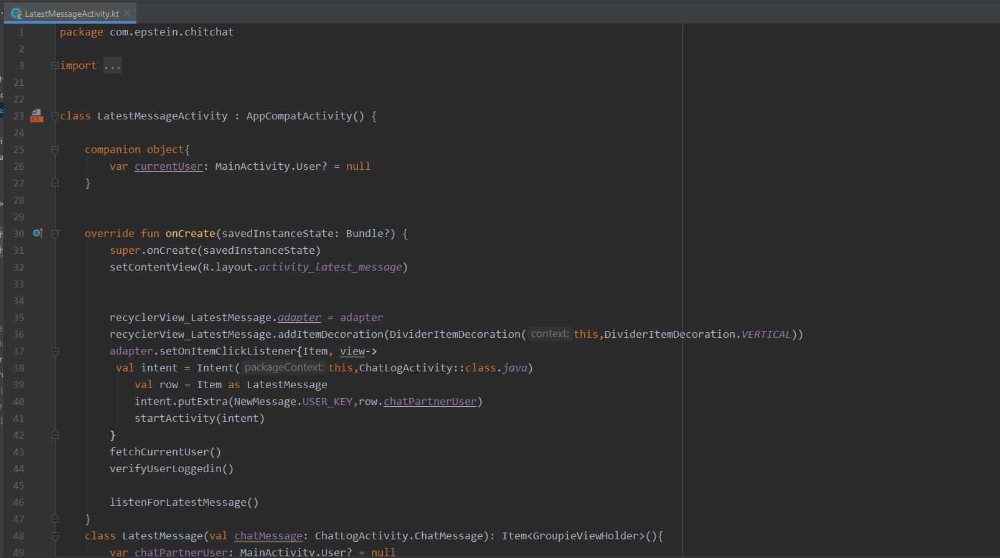 LatestMessageActivity.kt
1 package com.epstein.chitchat
2
3 import ...
21
22
23 class LatestMessageActivity : AppCompatActivity() {
24
25 companion object{
26 var currentUser: MainActivity.User? = null
27 }
28
29
30 override fun onCreate(savedInstanceState: Bundle?) {
31 super.onCreate(savedInstanceState)
32 setContentView(R.layout.activity_latest_message)
33
34
35 recyclerView_LatestMessage.adapter = adapter
36 recyclerView_LatestMessage.addItemDecoration(DividerItemDecoration( context: this,DividerItemDecoration.VERTICAL))
37 adapter.setOnItemClickListener{Item, view->
38 val intent = Intent( packageContext: this,ChatLogActivity::class.java)
39 val row = Item as LatestMessage
40 intent.putExtra(NewMessage.USER_KEY,row.chatPartnerUser)
41 startActivity(intent)
42 }
43 fetchCurrentUser()
44 verifyUserLoggedin()
45
46 listenForLatestMessage()
47 }
48 class LatestMessage(val chatMessage: ChatLogActivity.ChatMessage): Item<GroupieViewHolder>(){
49 var chatPartnerUser: MainActivity.User? = null